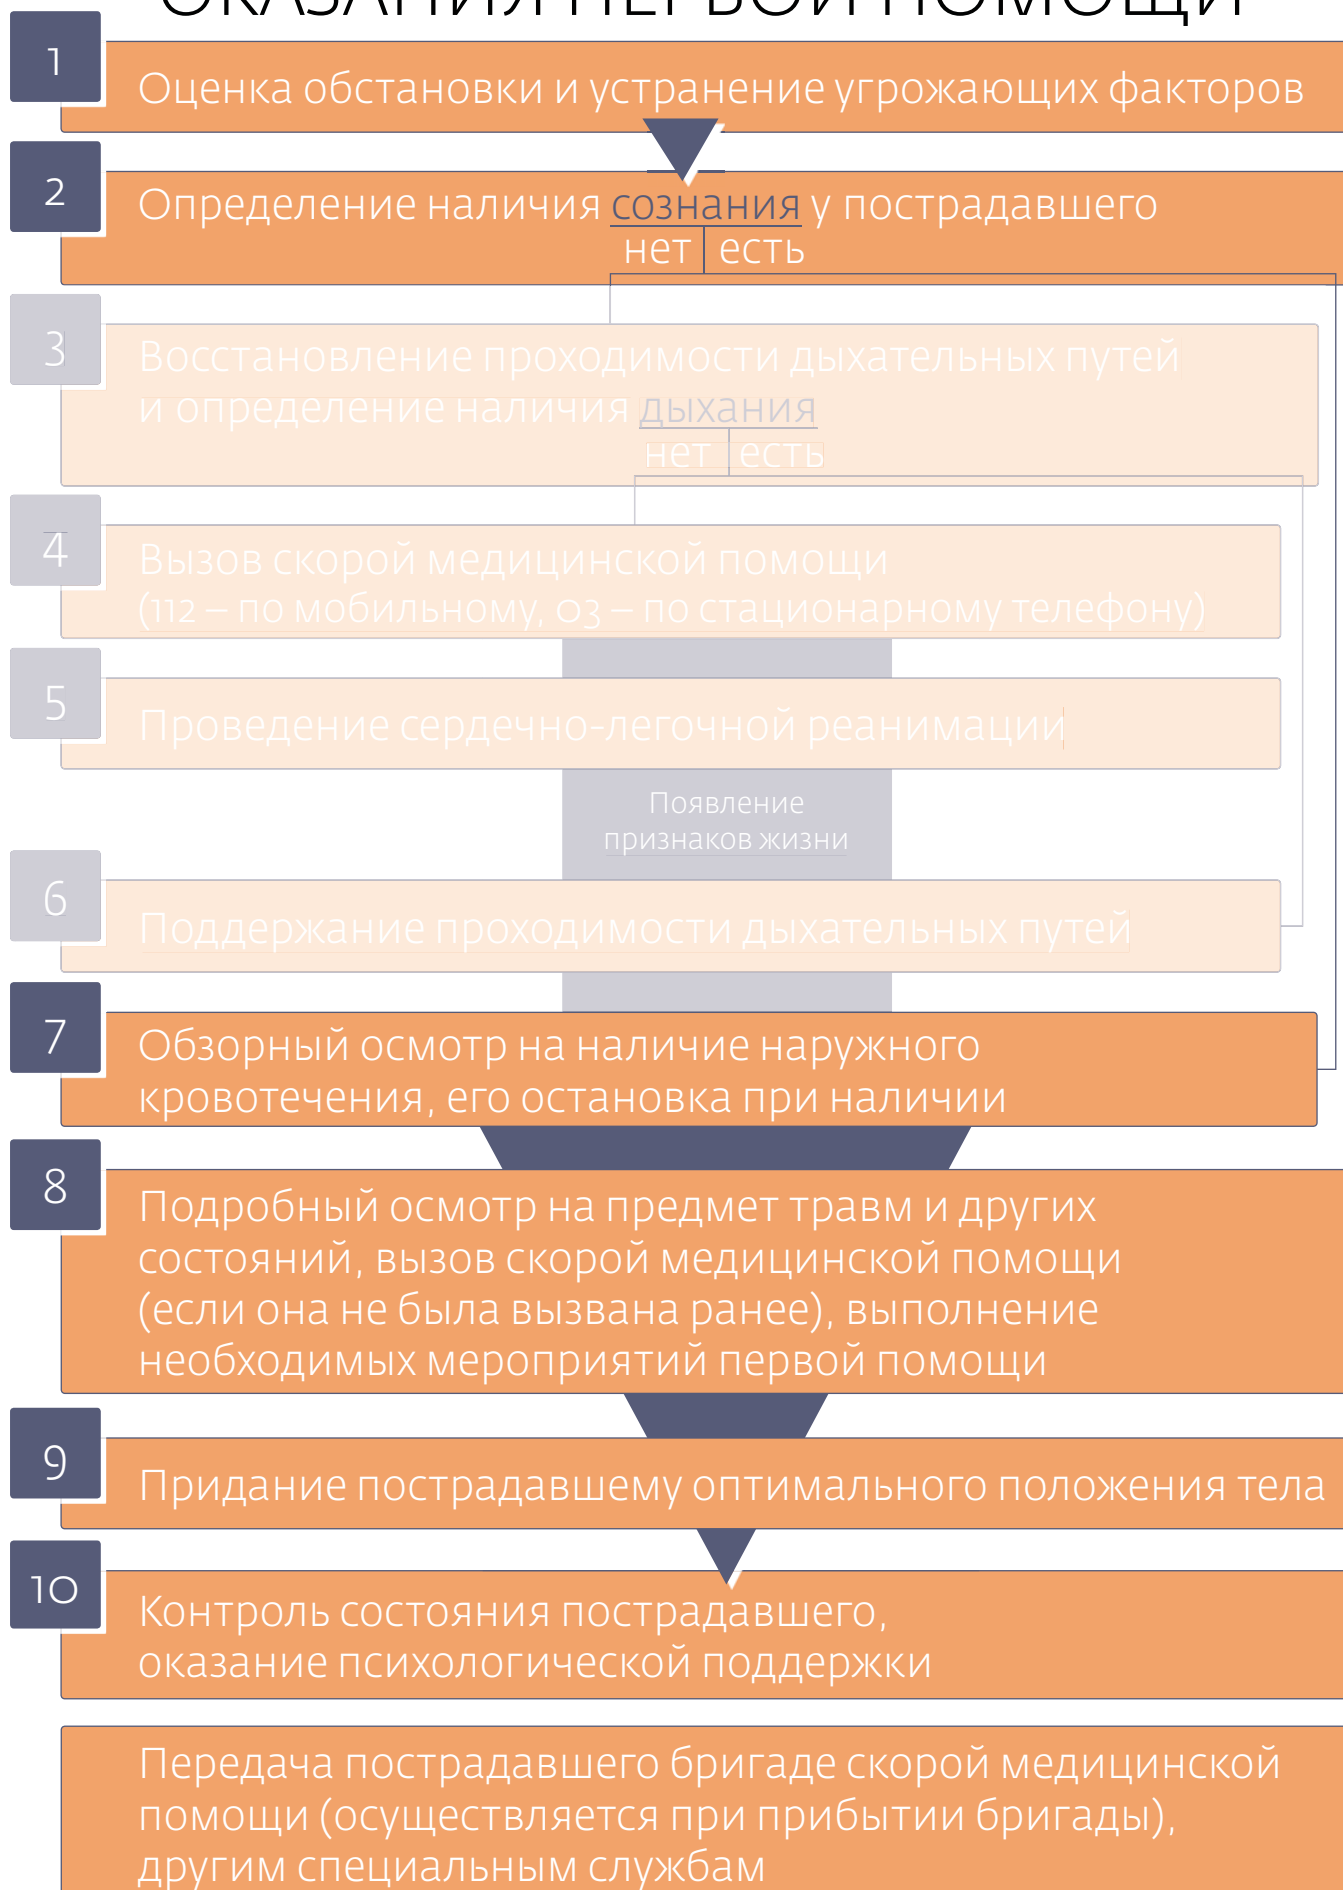 ОКАЗАНИЯ ПЕРВОЙ ПОМОЩИ
1
Оценка обстановки и устранение угрожающих факторов
2
Определение наличия сознания у пострадавшего
нет есть
3
Восстановление проходимости дыхательных путей
и определение наличия дыхания
нет есть
4
Вызов скорой медицинской помощи
(112 – по мобильному, 03 – по стационарному телефону)
5
Проведение сердечно-легочной реанимации
Появление
признаков жизни
6
Поддержание проходимости дыхательных путей
7
Обзорный осмотр на наличие наружного
кровотечения, его остановка при наличии
8
Подробный осмотр на предмет травм и других
состояний, вызов скорой медицинской помощи
(если она не была вызвана ранее), выполнение
необходимых мероприятий первой помощи
9
Придание пострадавшему оптимального положения тела
10
Контроль состояния пострадавшего,
оказание психологической поддержки
Передача пострадавшего бригаде скорой медицинской
помощи (осуществляется при прибытии бригады),
другим специальным службам